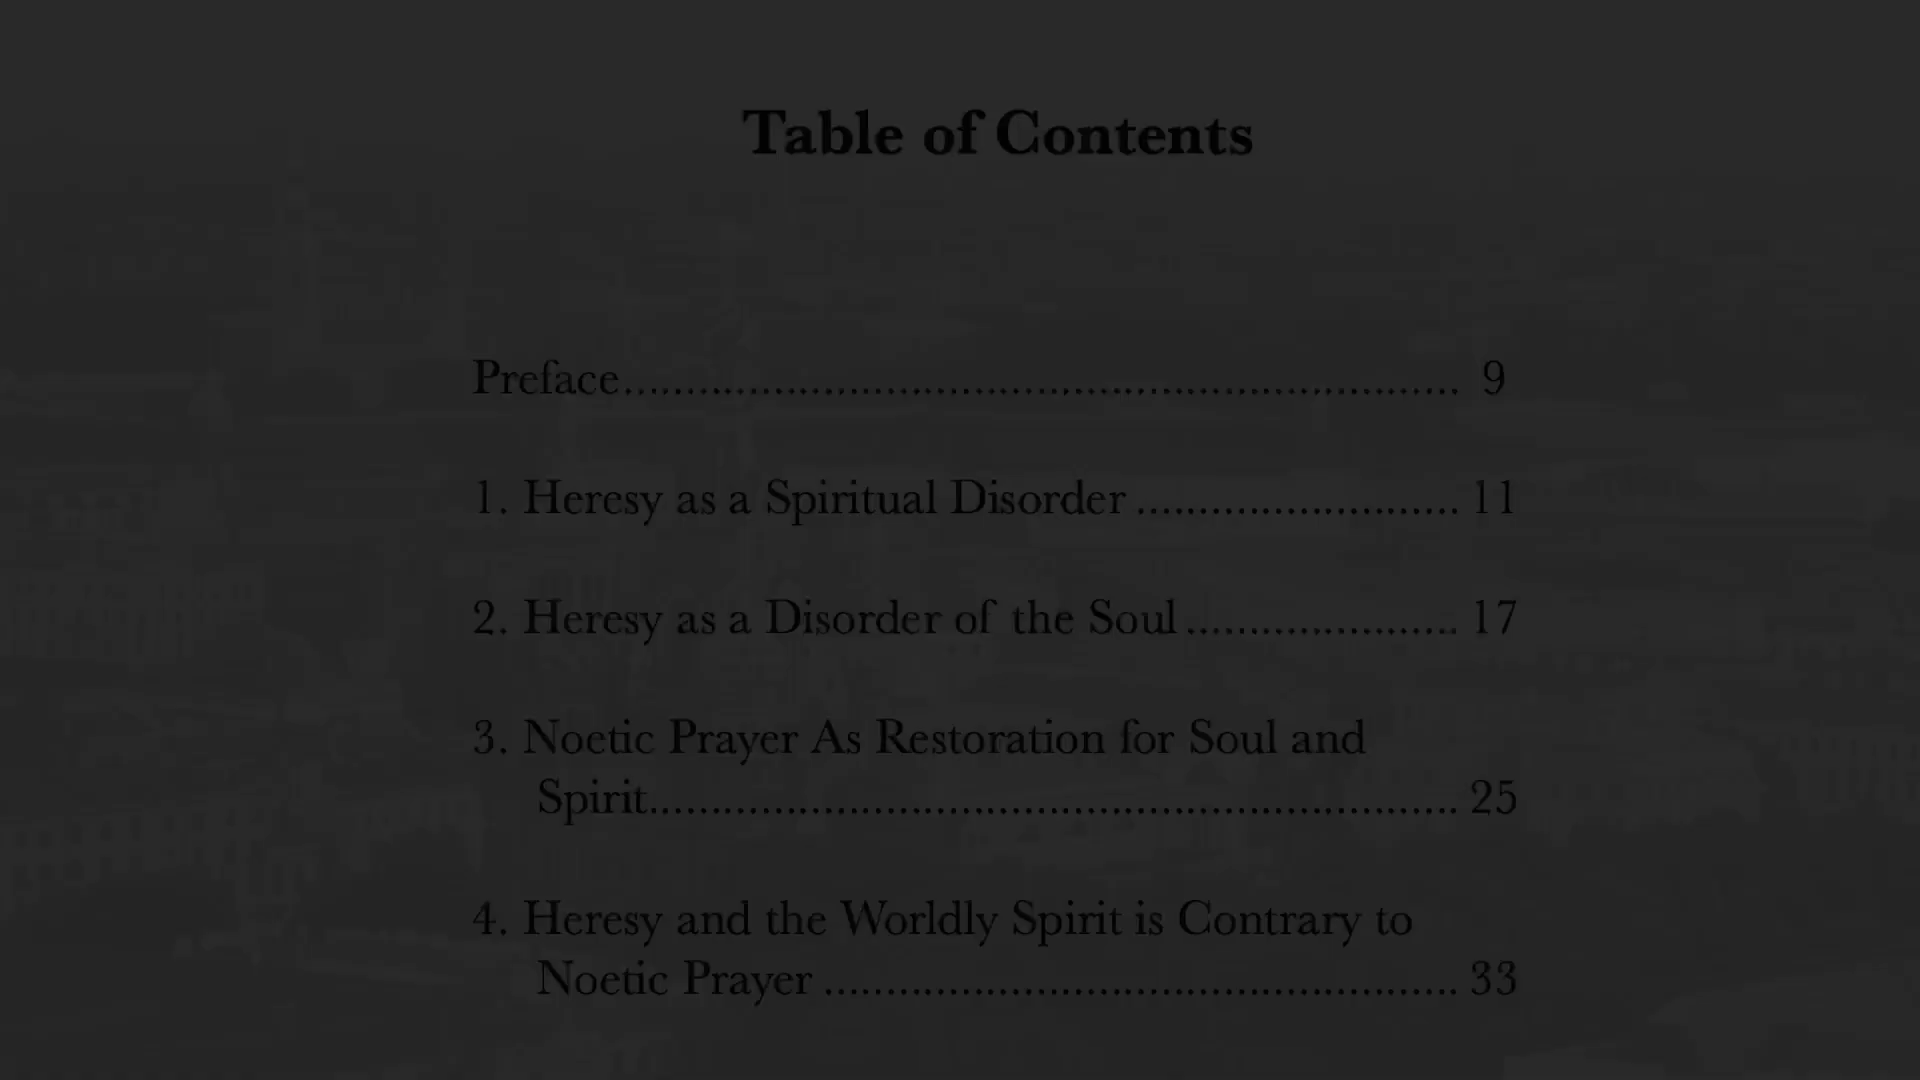 Table of Contents
Preface.................................................................... 9
1. Heresy as a Spiritual Disorder .......................... 11
2. Heresy as a Disorder of the Soul ...................... 17
3. Noetic Prayer As Restoration for Soul and
Spirit.................................................................. 25
4. Heresy and the Worldly Spirit is Contrary to
Noetic Prayer .................................................... 33